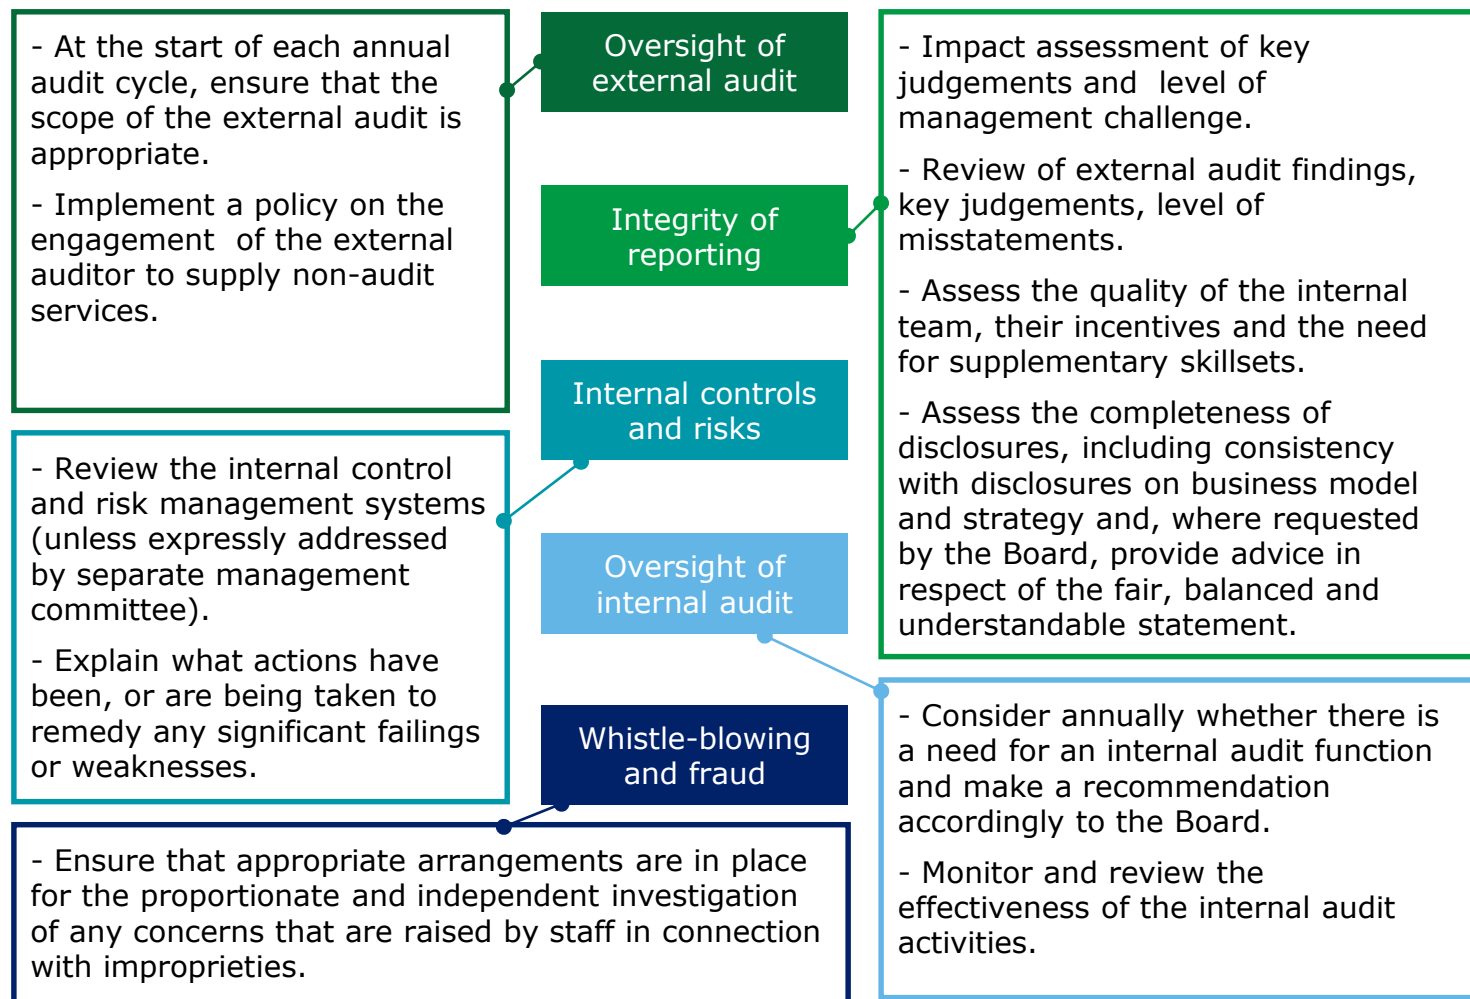 - At the start of each annual
audit cycle, ensure that the
scope of the external audit is
appropriate.
- Implement a policy on the
engagement of the external
auditor to supply non-audit
services.
Oversight of
external audit
Integrity of
reporting
- Impact assessment of key
judgements and level of
management challenge.
- Review of external audit findings,
key judgements, level of
misstatements.
- Assess the quality of the internal
team, their incentives and the need
for supplementary skillsets.
- Assess the completeness of
disclosures, including consistency
with disclosures on business model
and strategy and, where requested
by the Board, provide advice in
respect of the fair, balanced and
understandable statement.
Internal controls
and risks
- Review the internal control
and risk management systems
(unless expressly addressed
by separate management
committee).
- Explain what actions have
been, or are being taken to
remedy any significant failings
or weaknesses.
Oversight of
internal audit
- Consider annually whether there is
a need for an internal audit function
and make a recommendation
accordingly to the Board.
- Monitor and review the
effectiveness of the internal audit
activities.
Whistle-blowing
and fraud
- Ensure that appropriate arrangements are in place
for the proportionate and independent investigation
of any concerns that are raised by staff in connection
with improprieties.